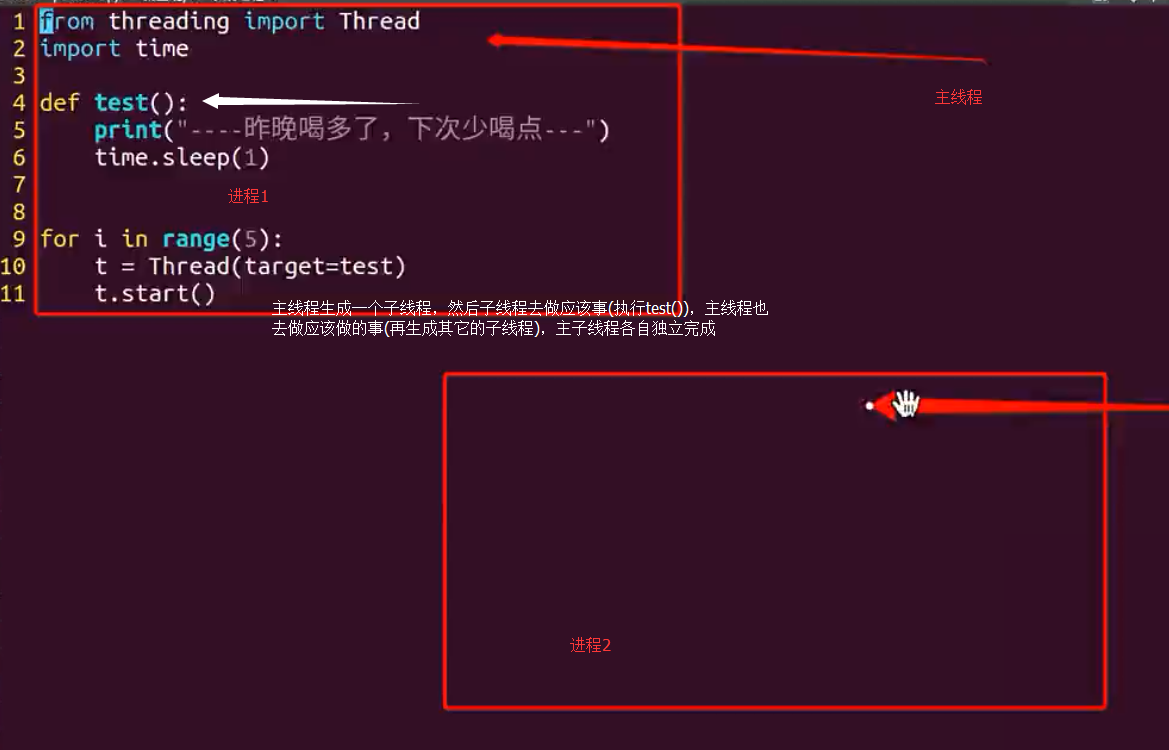 1 from threading import Thread
2 import time
3
4 def test():
5     print("----昨晚喝多了，下次少喝点---")
6     time.sleep(1)
7
8
9 for i in range(5):
10     t = Thread(target=test)
11     t.start()
主线程
进程1
主线程生成一个子线程，然后子线程去做应该事(执行test())，主线程也
去做应该做的事(再生成其它的子线程)，主子线程各自独立完成
进程2